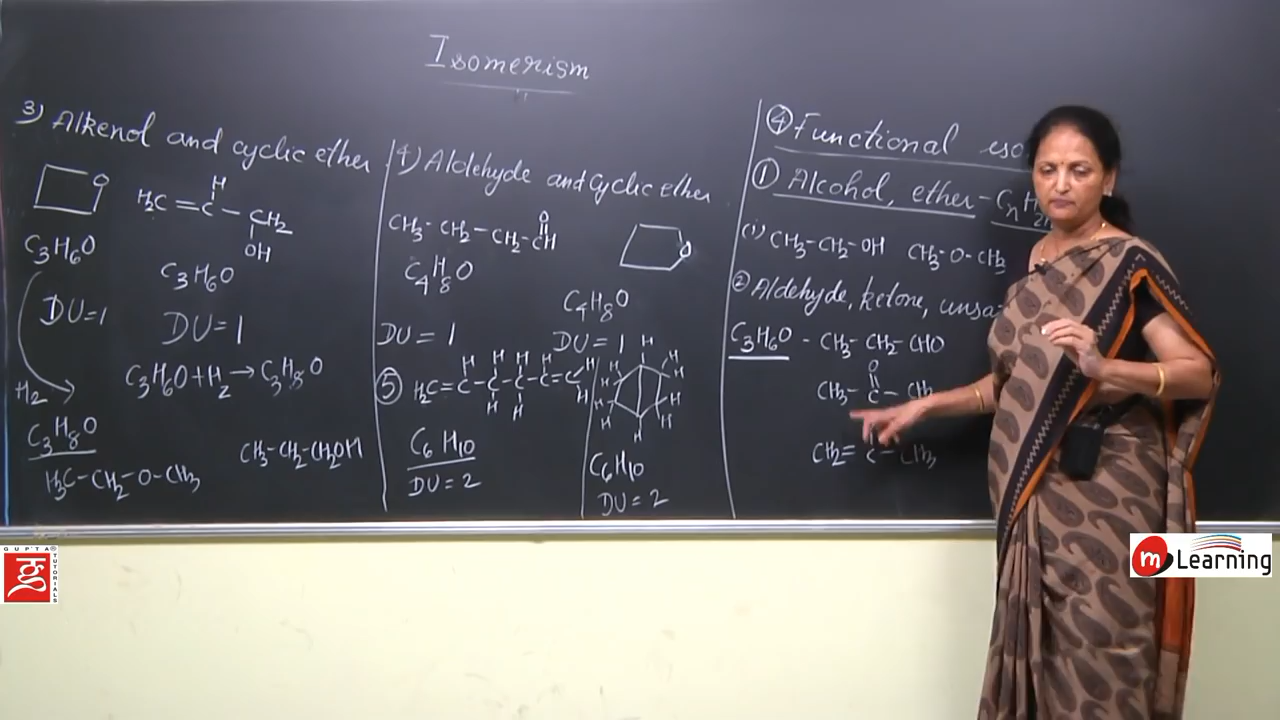 Isomerism
3) Alkenol and cyclic ether
O
H
H2C = C - CH2
OH
C3H6O
C3H6O
DU=1
DU=1
C3H6O + H2 → C3H8O
H2
C3H8O
H3C - CH2 - O - CH3
CH3-CH2-CH2OH
4) Aldehyde and cyclic ether
O
CH3- CH2 - CH2 - CH
O
C4H8O
C4H8O
DU = 1
DU = 1
H H H H H
⑤ H2C = C - C - C - C = C
H H H
C6H10
DU = 2
H
H H
H H
H H
H H
H
C6H10
DU = 2
④ Functional iso
① Alcohol, ether - CnH2n
(i) CH3-CH2-OH CH3-O-CH3
② Aldehyde, ketone, unsa
C3H6O - CH3- CH2- CHO
O
CH3- C - CH3
CH2= C - CH3
GUPTA®
TUTORIALS
m Learning